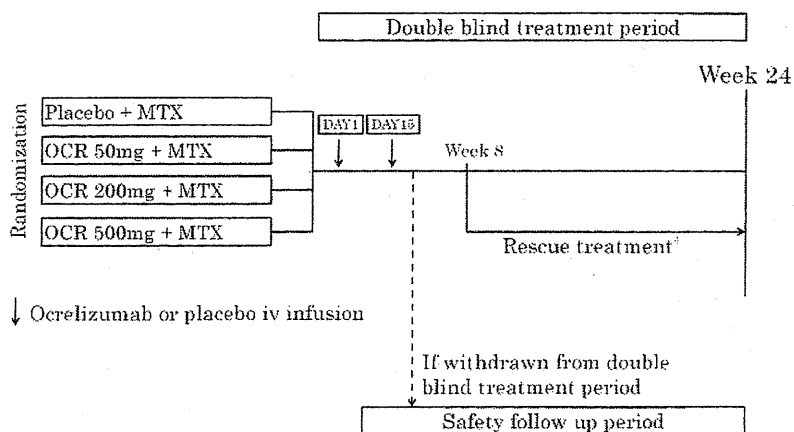 Double blind treatment period
Week 24
Randomization
Placebo + MTX
OCR 50mg + MTX
OCR 200mg + MTX
OCR 500mg + MTX
DAY1
DAY15
Week 8
Rescue treatment
Ocrelizumab or placebo iv infusion
If withdrawn from double
blind treatment period
Safety follow up period